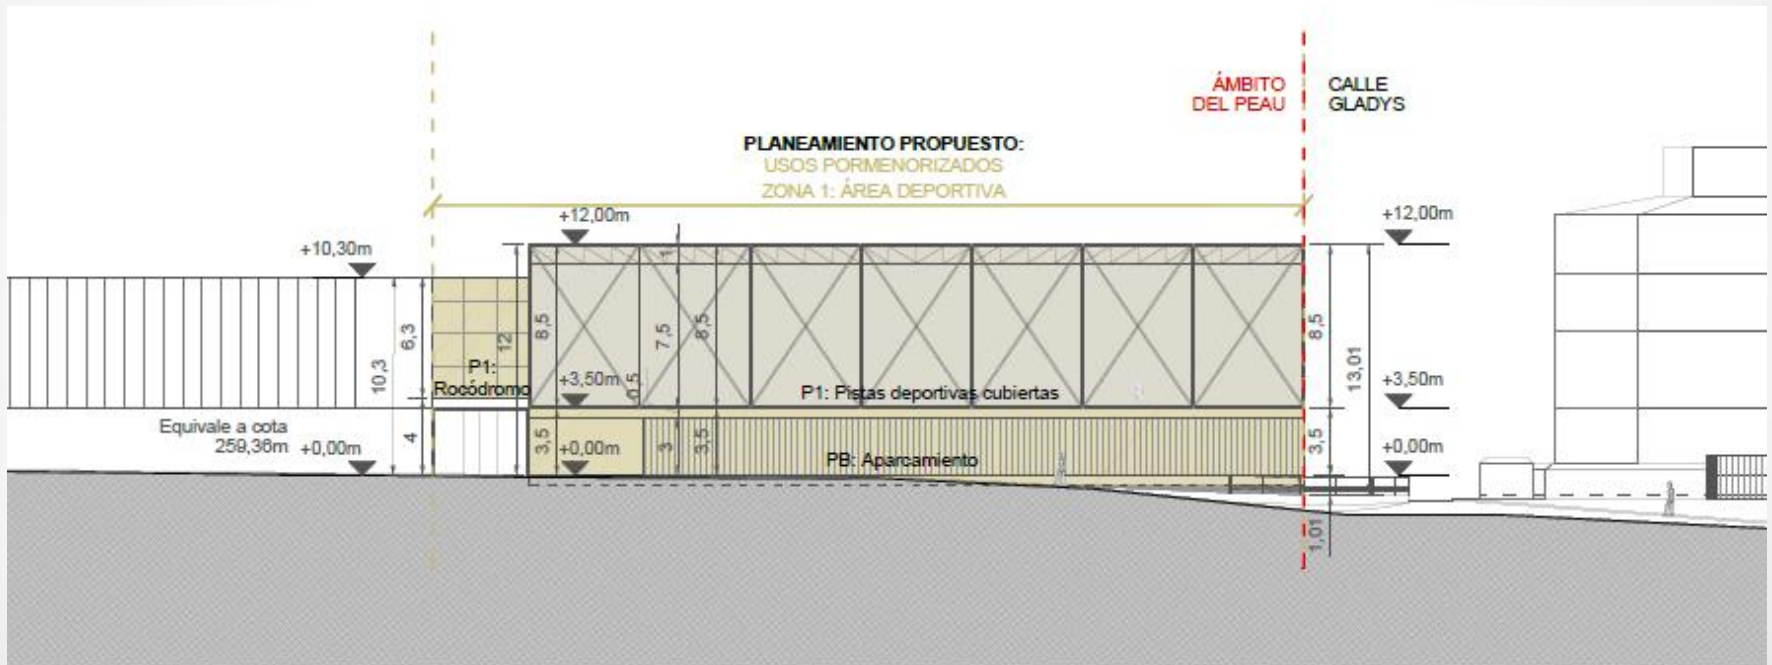 ÁMBITO
DEL PEAU
CALLE
GLADYS
PLANEAMIENTO PROPUESTO:
USOS PORMENORIZADOS
ZONA 1: ÁREA DEPORTIVA
+12,00m
+12,00m
+10,30m
1
6,3
12
8,5
7,5
8,5
8,5
13,01
10,3
P1:
Rocódromo
+3,50m
0,5
P1: Pistas deportivas cubiertas
+3,50m
Equivale a cota
259,36m
+0,00m
4
3,5
+0,00m
3
3,5
PB: Aparcamiento
3,5
+0,00m
1,01